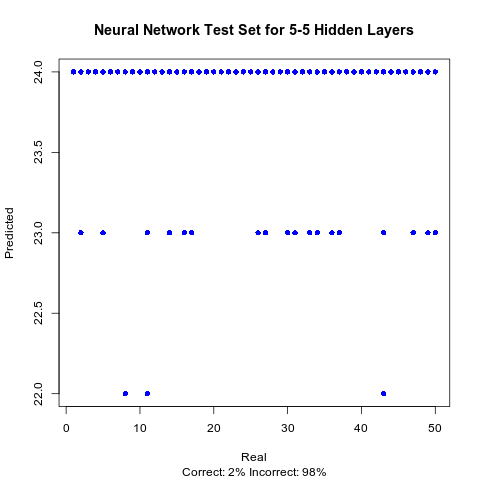 Neural Network Test Set for 5-5 Hidden Layers
24.0
23.5
23.0
22.5
22.0
Predicted
0 10 20 30 40 50
Real
Correct: 2% Incorrect: 98%